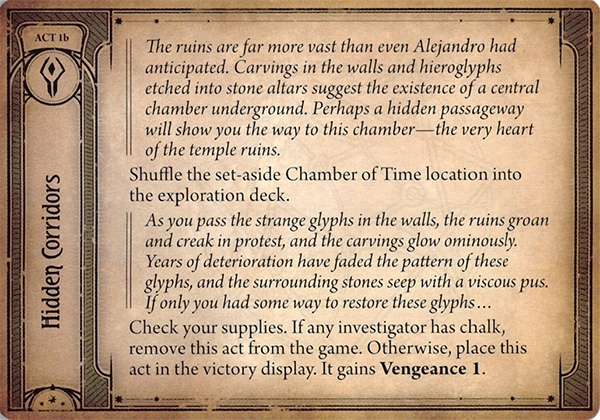 ACT 1b
Hidden Corridors
The ruins are far more vast than even Alejandro had
anticipated. Carvings in the walls and hieroglyphs
etched into stone altars suggest the existence of a central
chamber underground. Perhaps a hidden passageway
will show you the way to this chamber—the very heart
of the temple ruins.
Shuffle the set-aside Chamber of Time location into
the exploration deck.
As you pass the strange glyphs in the walls, the ruins groan
and creak in protest, and the carvings glow ominously.
Years of deterioration have faded the pattern of these
glyphs, and the surrounding stones seep with a viscous pus.
If only you had some way to restore these glyphs…
Check your supplies. If any investigator has chalk,
remove this act from the game. Otherwise, place this
act in the victory display. It gains Vengeance 1.